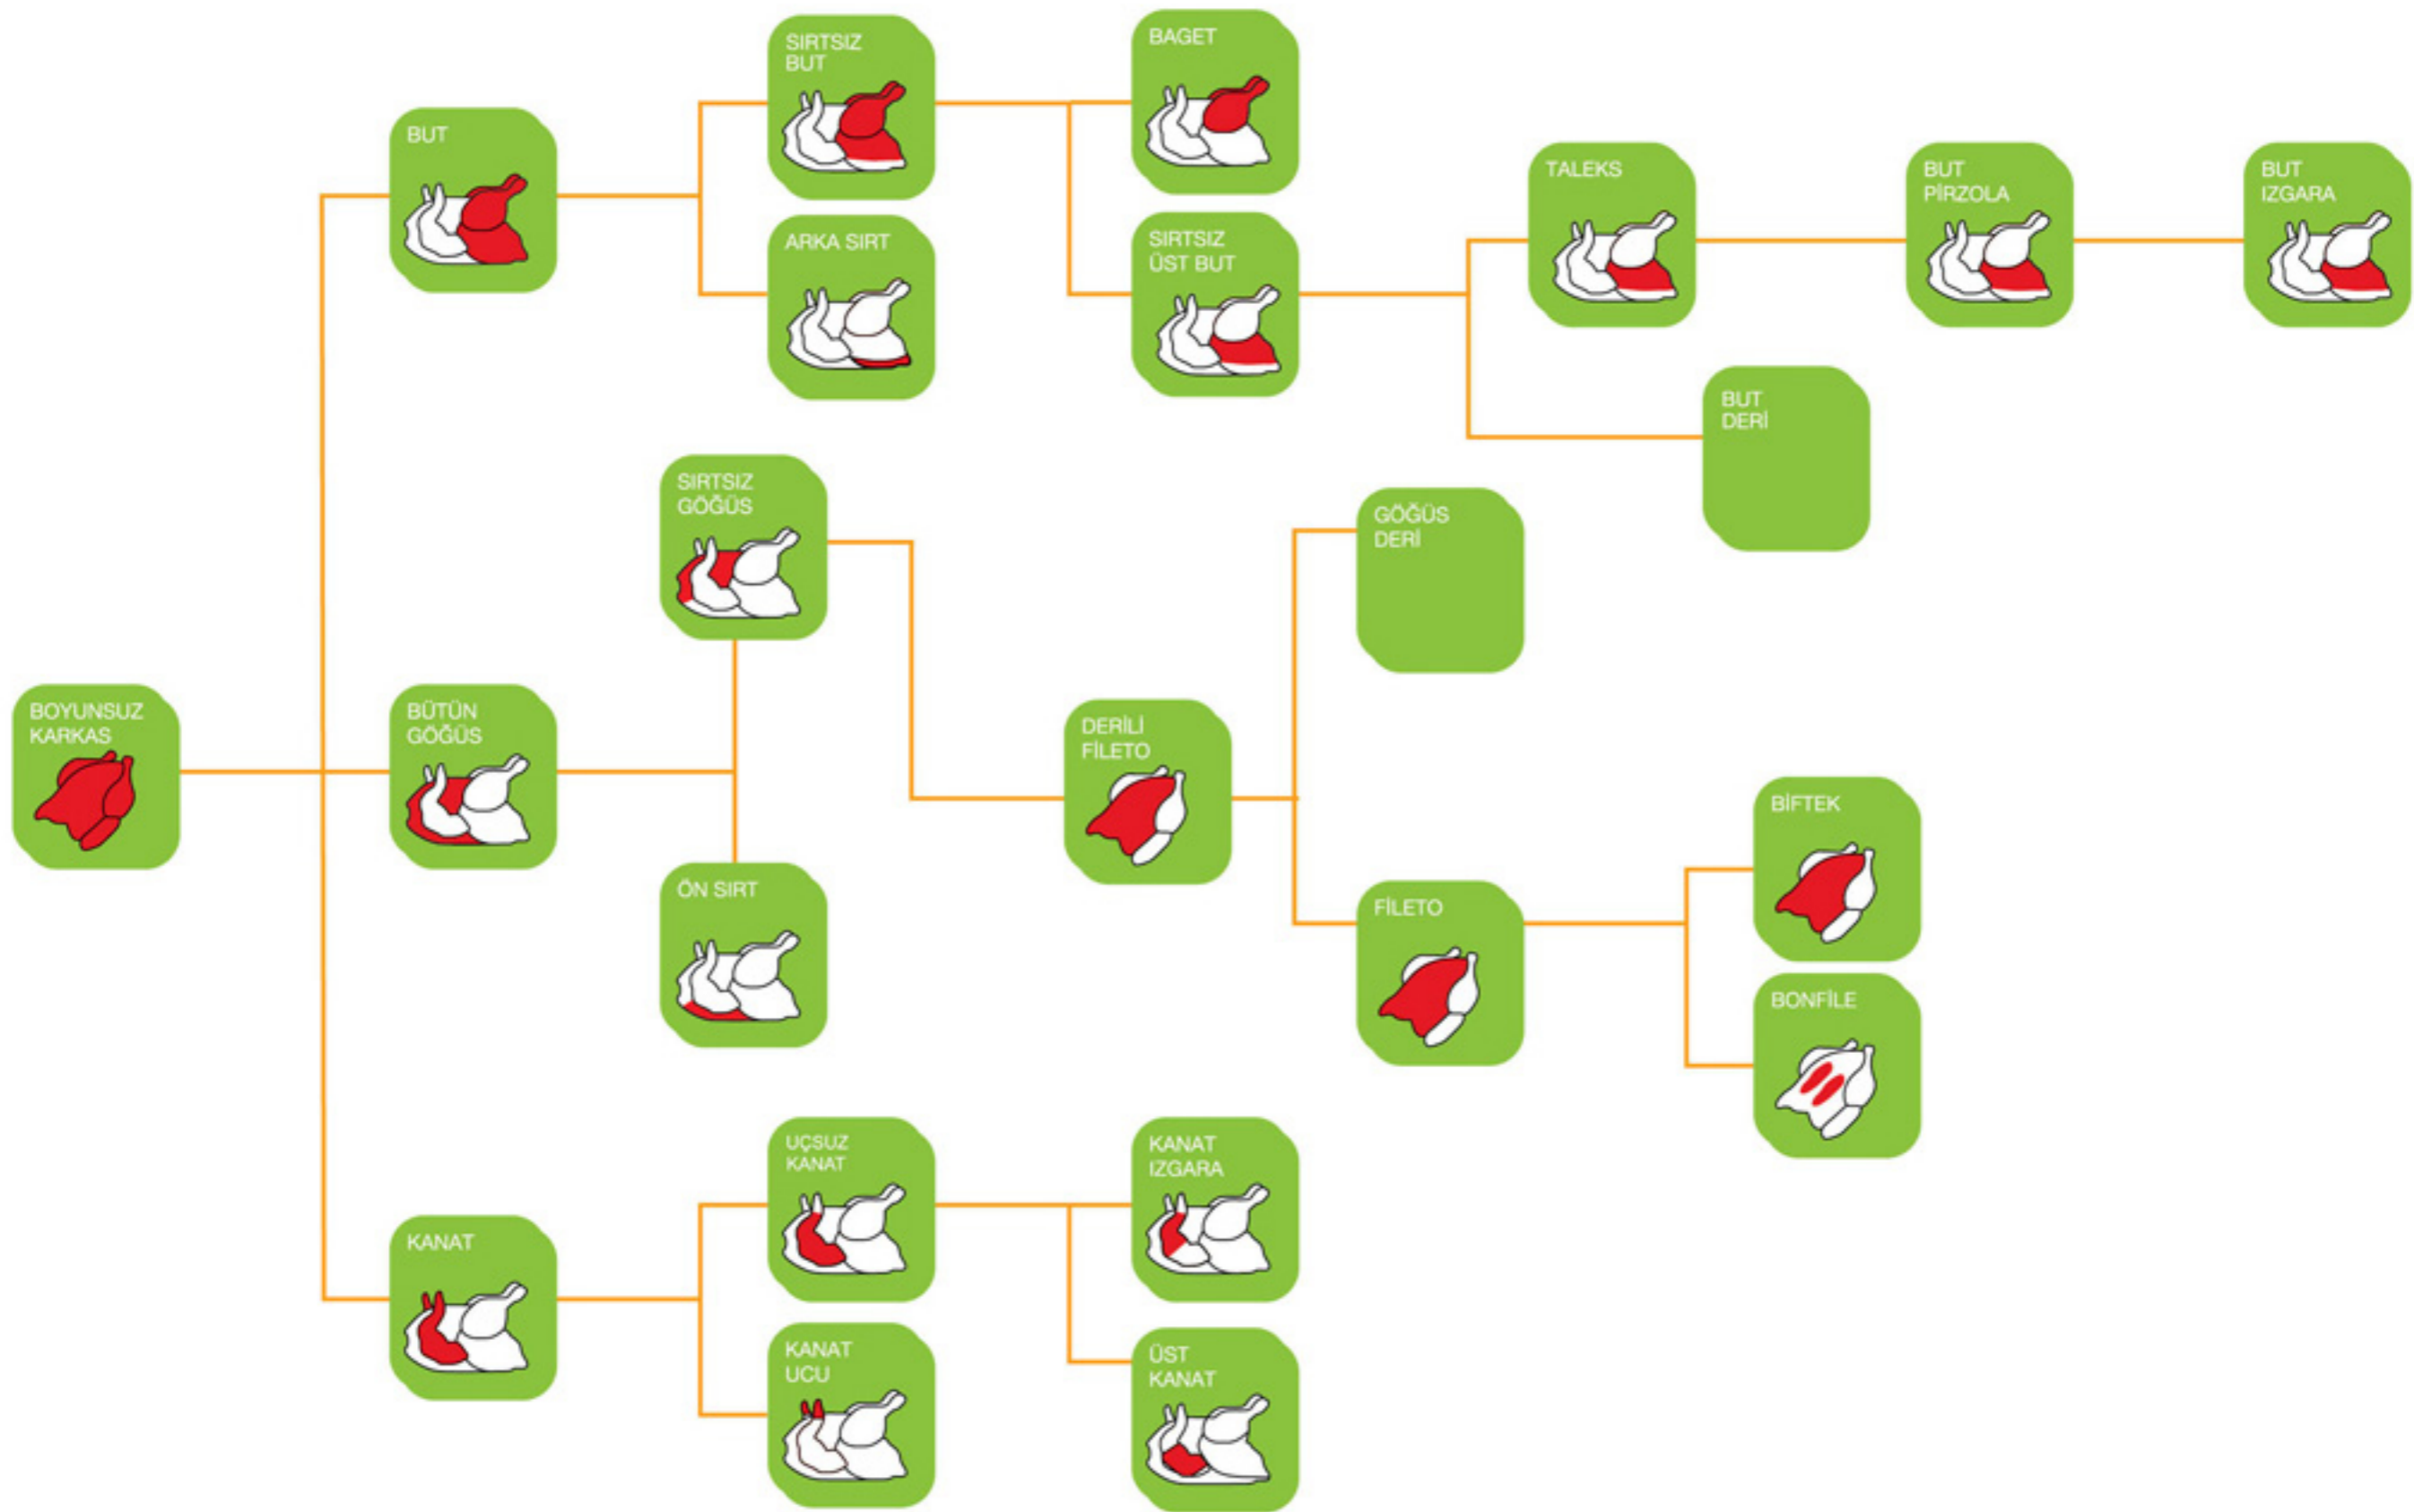 SIRTSIZ
BUT
BAGET
BUT
TALEKS
BUT
PİRZOLA
BUT
IZGARA
ARKA SIRT
SIRTSIZ
ÜST BUT
BUT
DERİ
SIRTSIZ
GÖĞÜS
GÖĞÜS
DERİ
BOYUNSUZ
KARKAS
BÜTÜN
GÖĞÜS
DERİLİ
FİLETO
BİFTEK
ÖN SIRT
FİLETO
BONFİLE
UÇSUZ
KANAT
KANAT
IZGARA
KANAT
KANAT
UCU
ÜST
KANAT